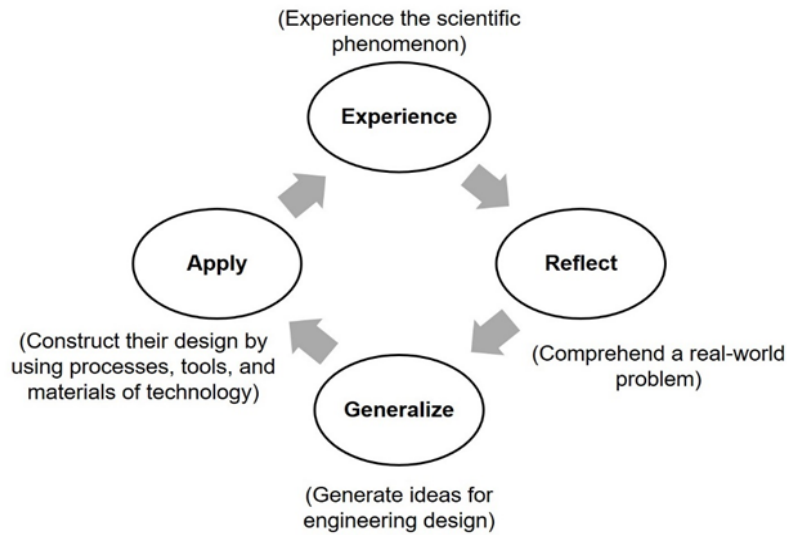 (Experience the scientific
phenomenon)
Experience
Apply
Reflect
(Construct their design by
using processes, tools, and
materials of technology)
(Comprehend a real-world
problem)
Generalize
(Generate ideas for
engineering design)